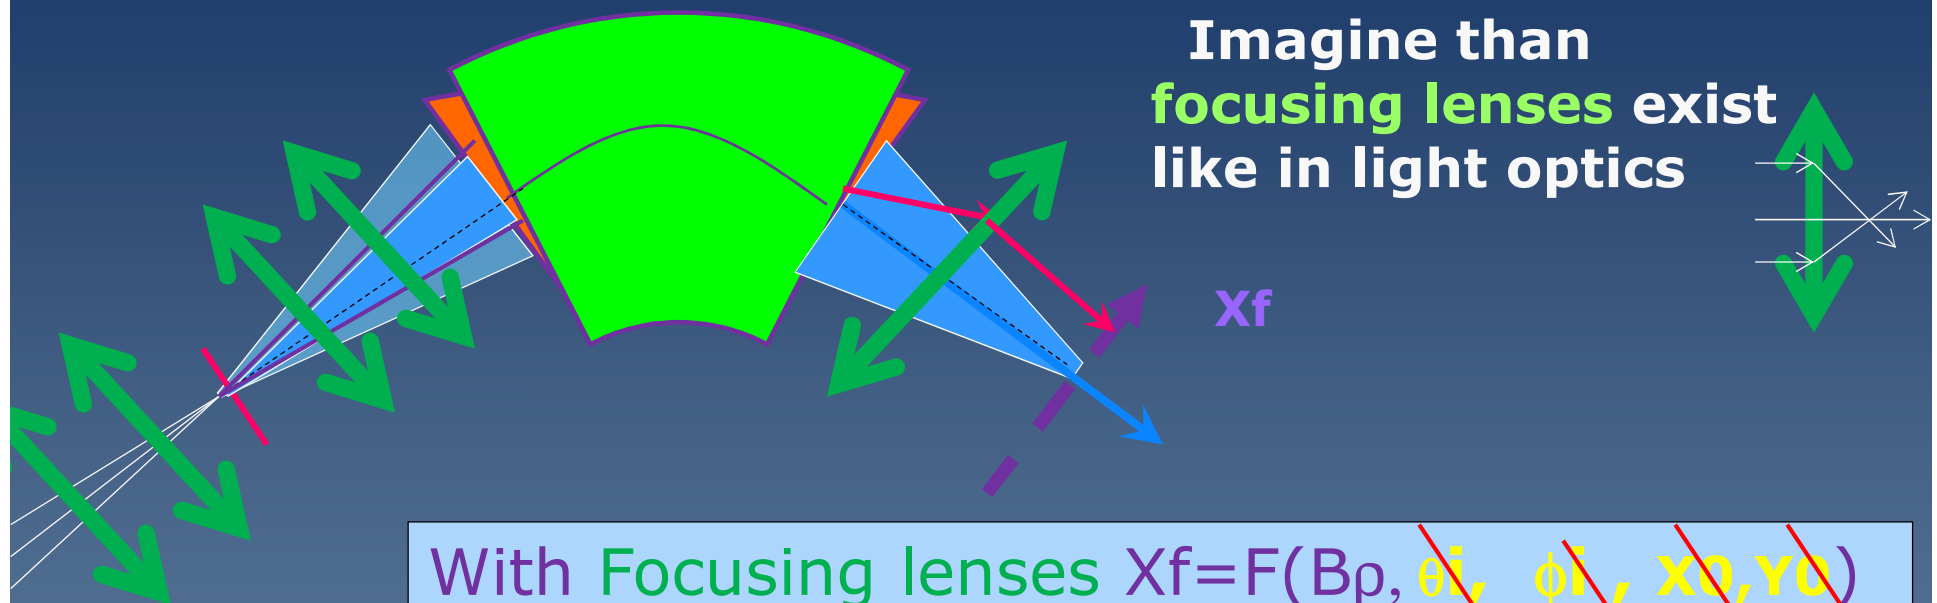 Imagine than
focusing lenses exist
like in light optics
Xf
With Focusing lenses Xf=F(Bρ, θi, ϕi , X0,Y0)